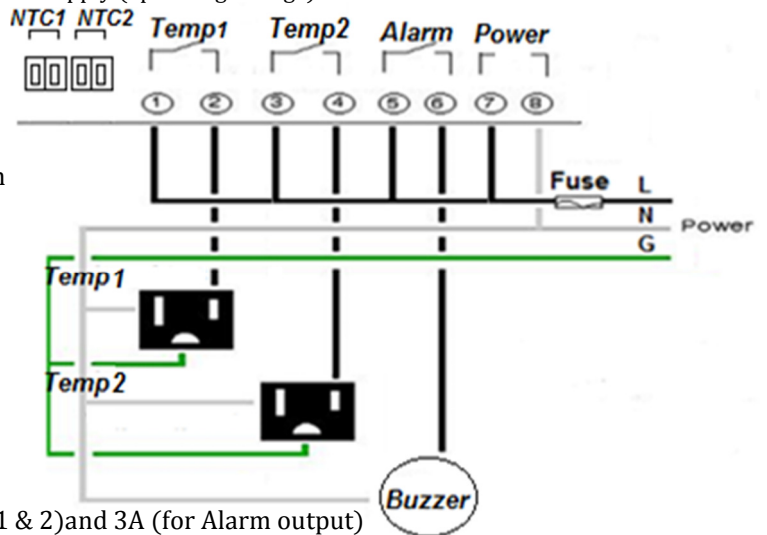 NTC1 NTC2 Temp1 Temp2 Alarm Power
1 2 3 4 5 6 7 8
Fuse L
N Power
G
Temp1
Temp2
Buzzer
1 & 2)and 3A (for Alarm output)